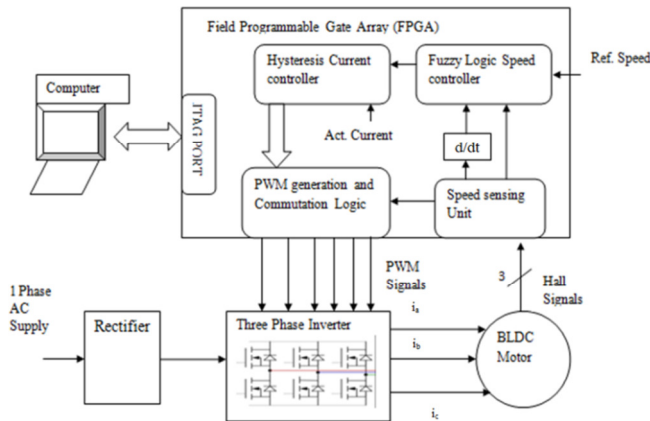 Field Programmable Gate Array (FPGA)
Hysteresis Current
controller
Fuzzy Logic Speed
controller
Ref. Speed
Computer
JTAG PORT
Act. Current
d/dt
PWM generation and
Commutation Logic
Speed sensing
Unit
PWM
Signals
3
Hall
Signals
1 Phase
AC
Supply
Rectifier
Three Phase Inverter
ia
ib
ic
BLDC
Motor